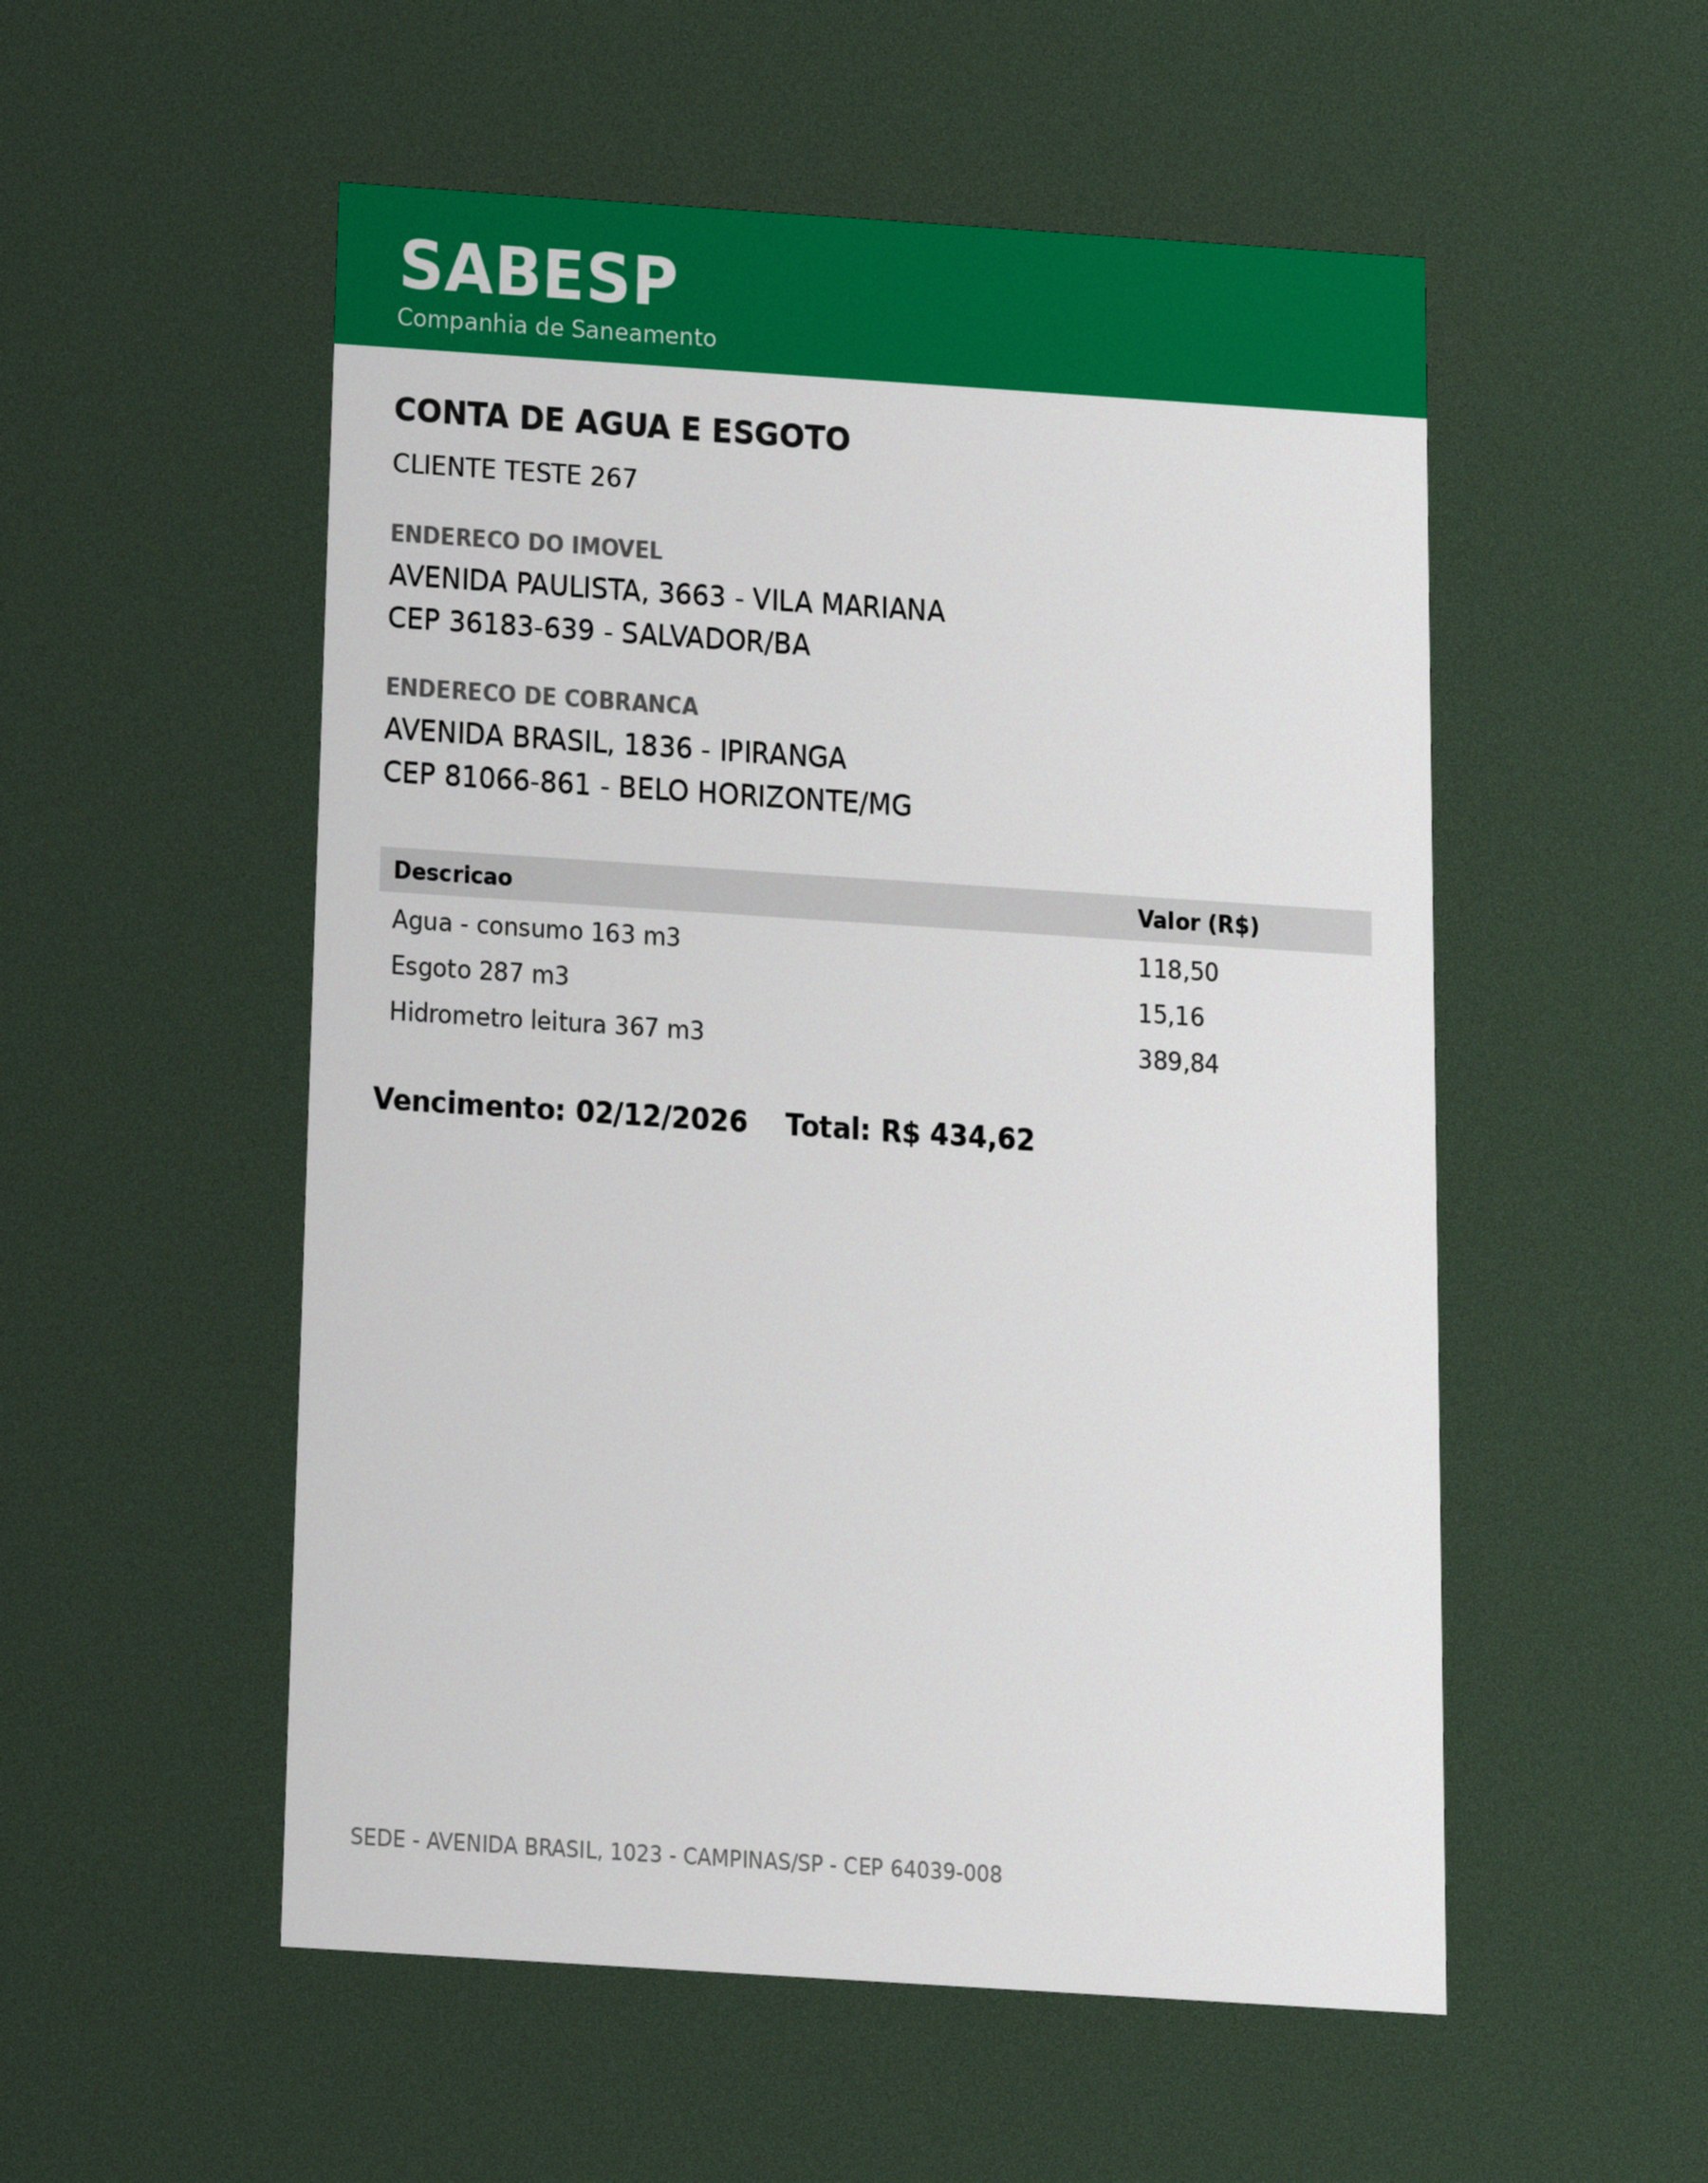 SABESP
Companhia de Saneamento
CONTA DE AGUA E ESGOTO
CLIENTE TESTE 267
ENDERECO DO IMOVEL
AVENIDA PAULISTA, 3663 - VILA MARIANA
CEP 36183-639 - SALVADOR/BA
ENDERECO DE COBRANCA
AVENIDA BRASIL, 1836 - IPIRANGA
CEP 81066-861 - BELO HORIZONTE/MG
Descricao Valor (R$)
Agua - consumo 163 m3 118,50
Esgoto 287 m3 15,16
Hidrometro leitura 367 m3 389,84
Vencimento: 02/12/2026 Total: R$ 434,62
SEDE - AVENIDA BRASIL, 1023 - CAMPINAS/SP - CEP 64039-008